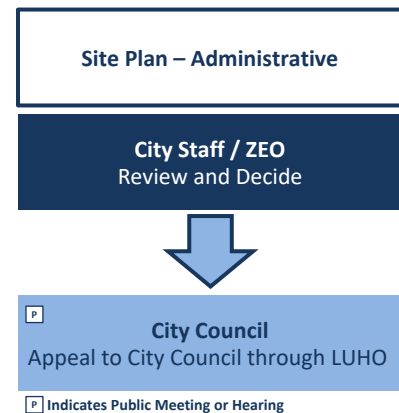 Site Plan – Administrative
City Staff / ZEO
Review and Decide
P
City Council
Appeal to City Council through LUHO
P Indicates Public Meeting or Hearing